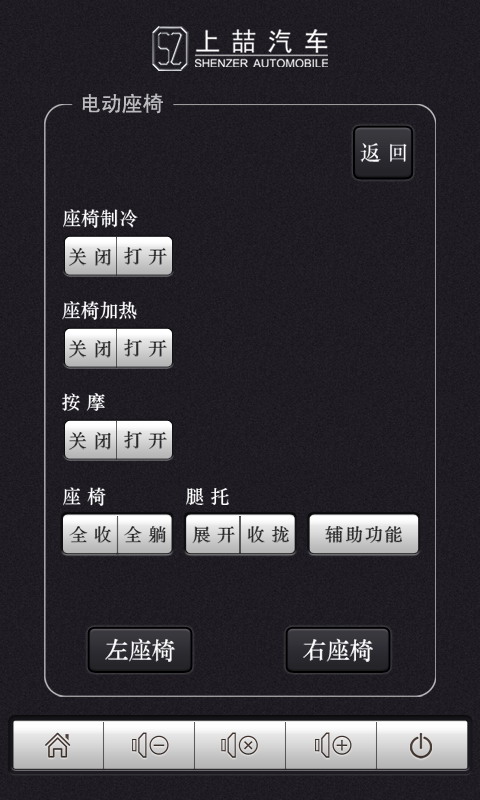 SZ
上喆汽车
SHENZER AUTOMOBILE
电动座椅
返回
座椅制冷
关闭 打开
座椅加热
关闭 打开
按摩
关闭 打开
座椅 腿托
全收 全躺 展开 收拢 辅助功能
左座椅 右座椅